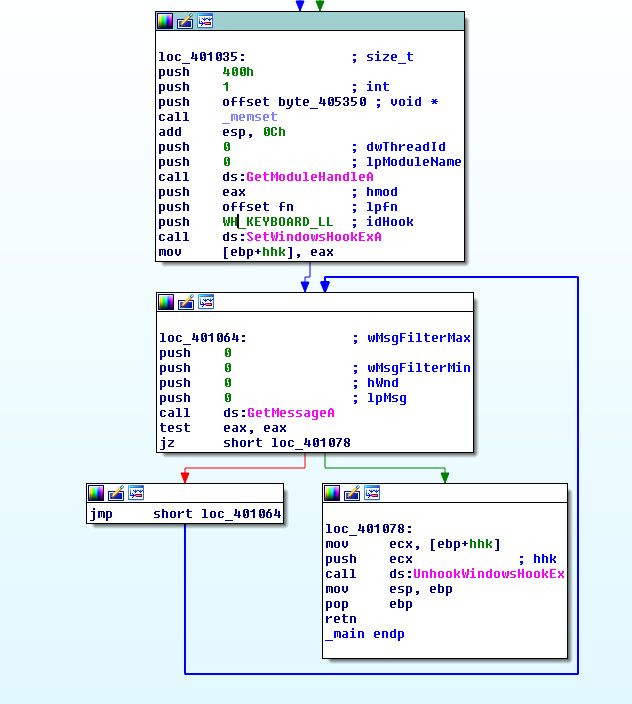 loc_401035: ; size_t
push 400h
push 1 ; int
push offset byte_405350 ; void *
call _memset
add esp, 0Ch
push 0 ; dwThreadId
push 0 ; lpModuleName
call ds:GetModuleHandleA
push eax ; hmod
push offset fn ; lpfn
push WH_KEYBOARD_LL ; idHook
call ds:SetWindowsHookExA
mov [ebp+hhk], eax
loc_401064: ; wMsgFilterMax
push 0
push 0 ; wMsgFilterMin
push 0 ; hWnd
push 0 ; lpMsg
call ds:GetMessageA
test eax, eax
jz short loc_401078
jmp short loc_401064
loc_401078:
mov ecx, [ebp+hhk]
push ecx ; hhk
call ds:UnhookWindowsHookEx
mov esp, ebp
pop ebp
retn
_main endp